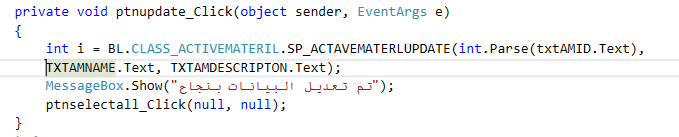 private void ptnupdate_Click(object sender, EventArgs e)
{
int i = BL.CLASS_ACTIVEMATERIL.SP_ACTAVEMATERLUPDATE(int.Parse(txtAMID.Text),
TXTAMNAME.Text, TXTAMDESCRIPTON.Text);
MessageBox.Show("تم تعديل البيانات بنجاح");
ptnselectall_Click(null, null);
}